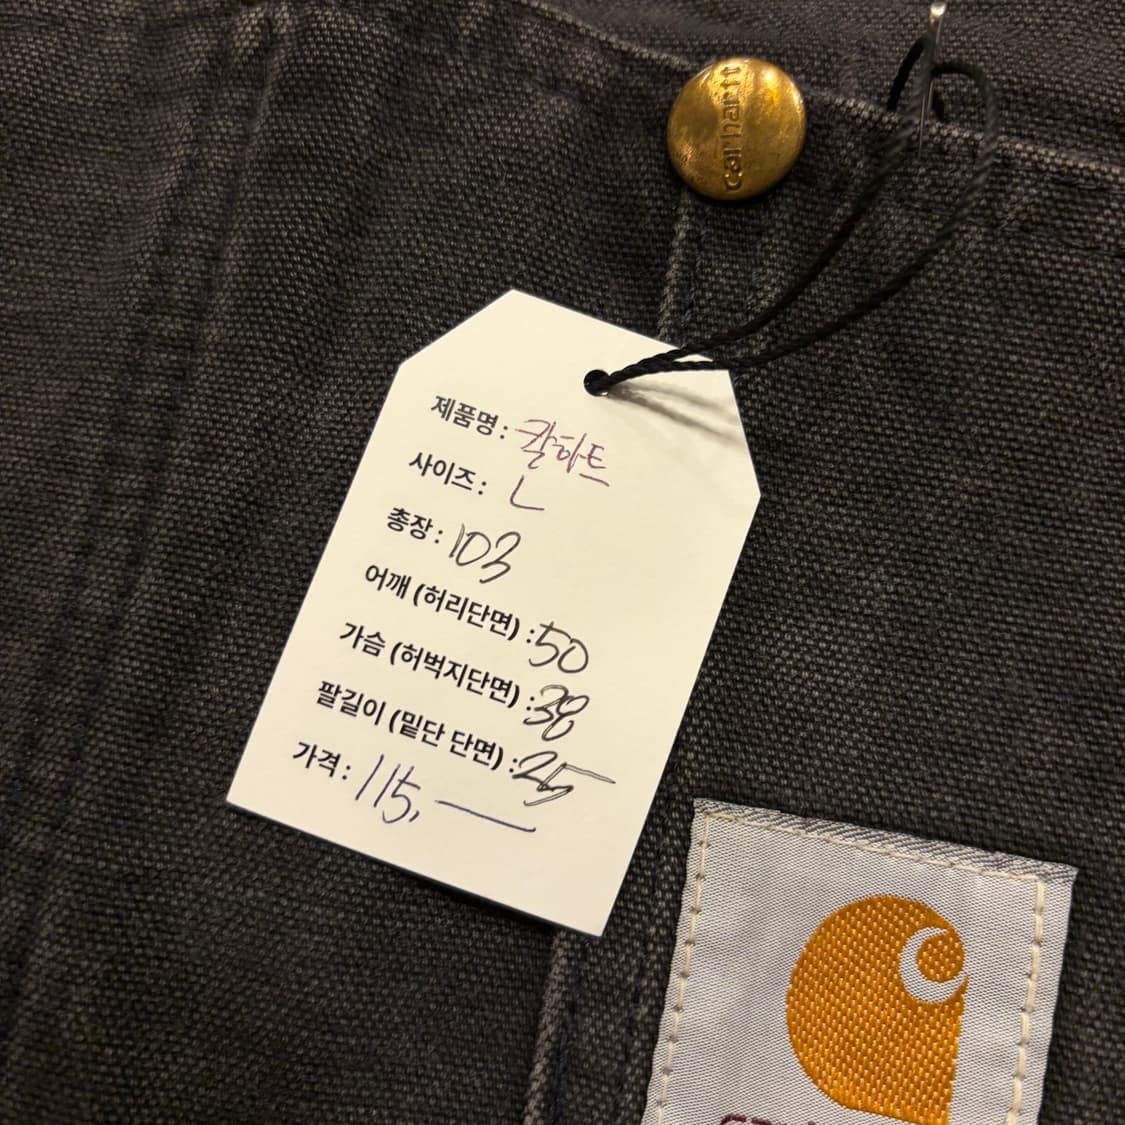 carhartt
제품명 : 칼하트
사이즈 : L
총장 : 103
어깨 (허리단면) : 50
가슴 (허벅지단면) : 38
팔길이 (밑단 단면) : 25
가격 : 115,—